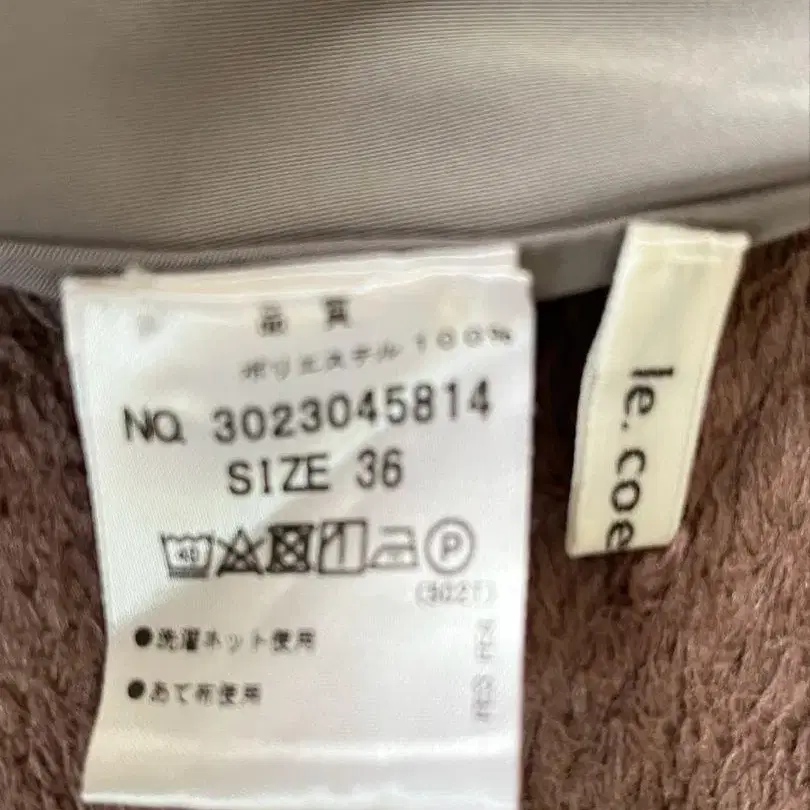 品質
ポリエステル 100%
NO. 3023045814
SIZE 36
40
P
●洗濯ネット使用
●あて布使用
le. coe